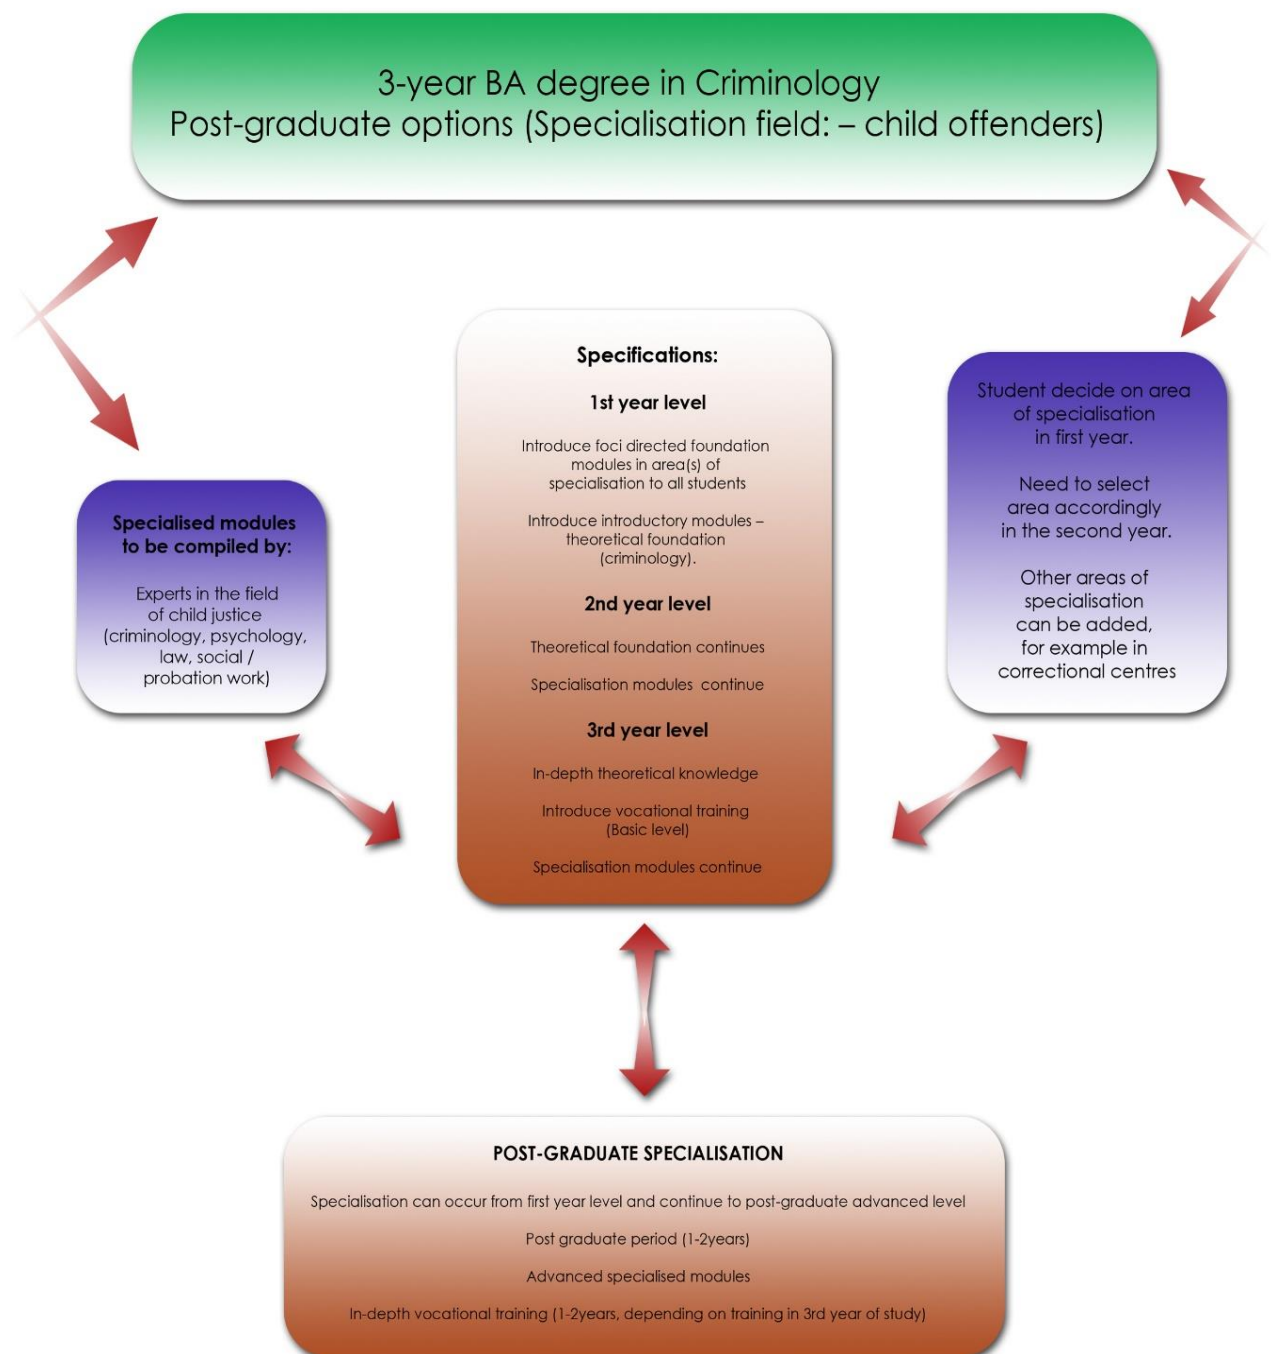 3-year BA degree in Criminology
Post-graduate options (Specialisation field: – child offenders)
Specialised modules
to be compiled by:
Experts in the field
of child justice
(criminology, psychology,
law, social /
probation work)
Specifications:
1st year level
Introduce foci directed foundation
modules in area(s) of
specialisation to all students
Introduce introductory modules –
theoretical foundation
(criminology).
2nd year level
Theoretical foundation continues
Specialisation modules continue
3rd year level
In-depth theoretical knowledge
Introduce vocational training
(Basic level)
Specialisation modules continue
Student decide on area
of specialisation
in first year.
Need to select
area accordingly
in the second year.
Other areas of
specialisation
can be added,
for example in
correctional centres
POST-GRADUATE SPECIALISATION
Specialisation can occur from first year level and continue to post-graduate advanced level
Post graduate period (1-2years)
Advanced specialised modules
In-depth vocational training (1-2years, depending on training in 3rd year of study)